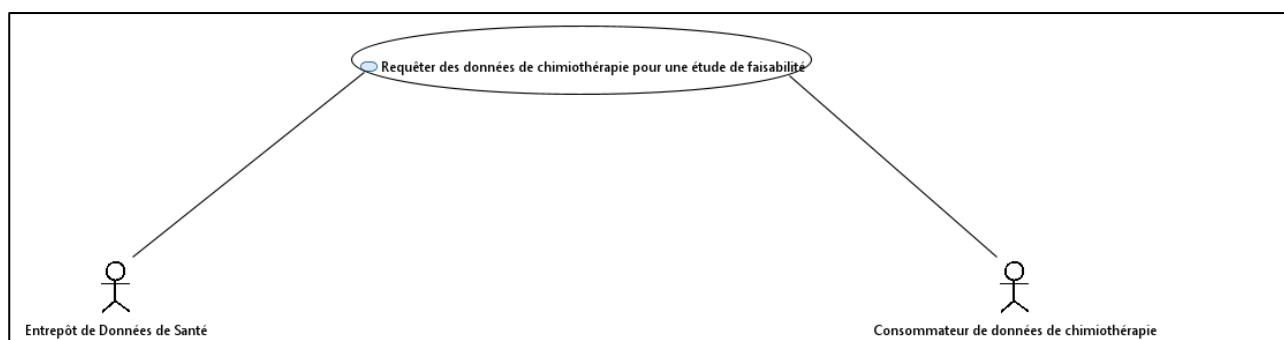 Requêter des données de chimiothérapie pour une étude de faisabilité
Entrepôt de Données de Santé
Consommateur de données de chimiothérapie